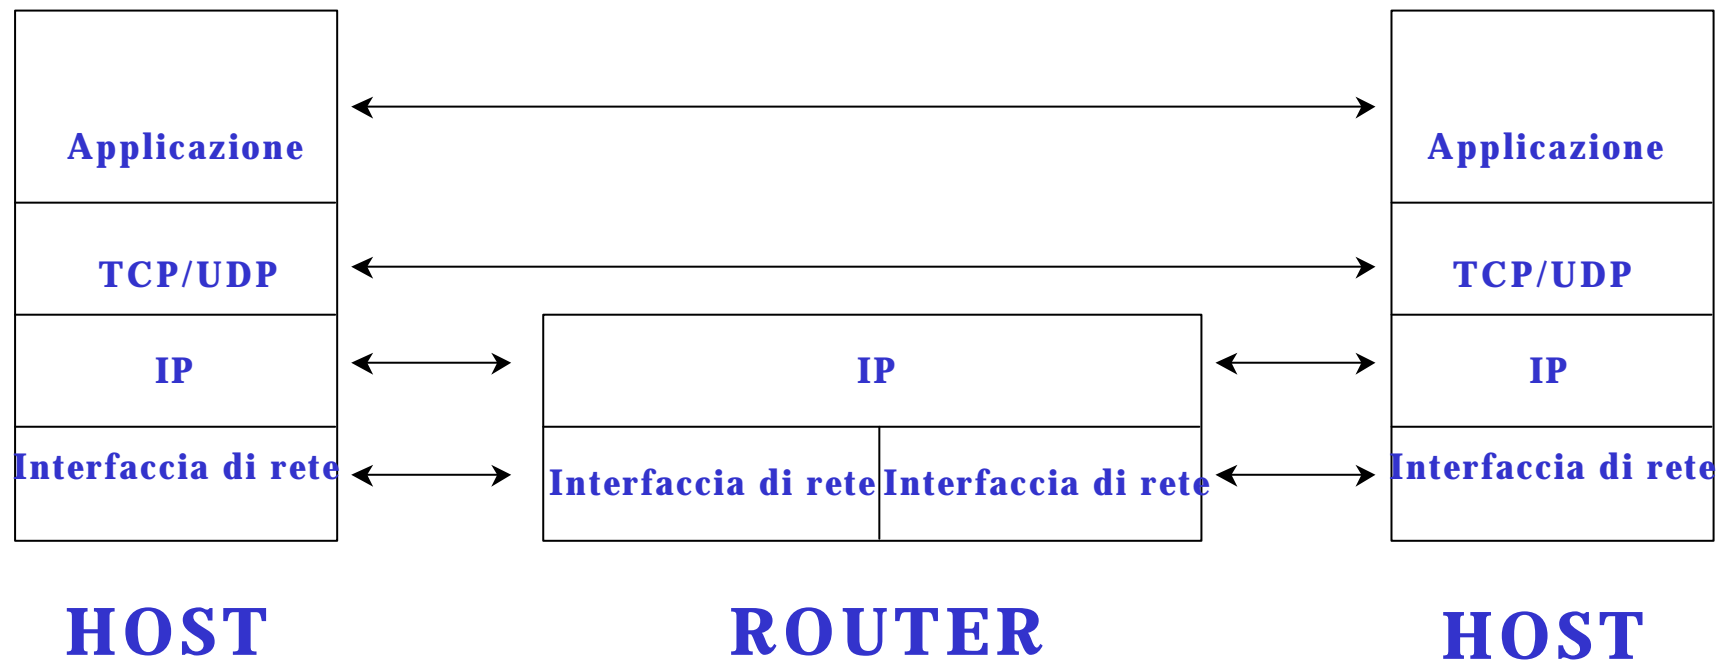 Applicazione
Applicazione
TCP/UDP
TCP/UDP
IP
IP
IP
Interfaccia di rete
Interfaccia di rete
Interfaccia di rete
Interfaccia di rete
HOST
ROUTER
HOST